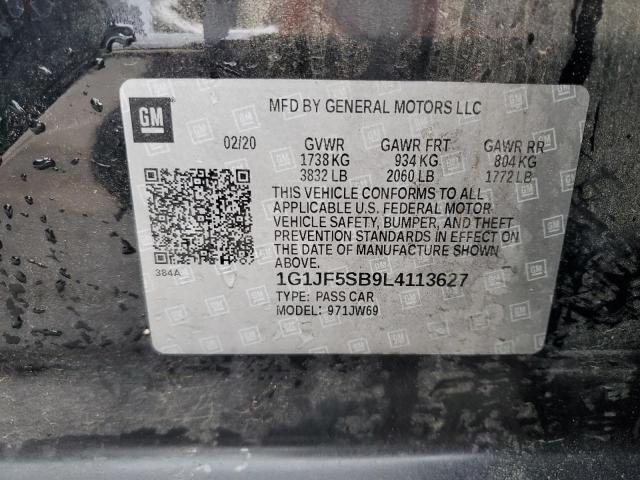 GM
MFD BY GENERAL MOTORS LLC
02/20 GVWR GAWR FRT GAWR RR
1738 KG 934 KG 804 KG
3832 LB 2060 LB 1772 LB
THIS VEHICLE CONFORMS TO ALL
APPLICABLE U.S. FEDERAL MOTOR
VEHICLE SAFETY, BUMPER, AND THEFT
PREVENTION STANDARDS IN EFFECT ON
THE DATE OF MANUFACTURE SHOWN
ABOVE.
384A
1G1JF5SB9L4113627
TYPE: PASS CAR
MODEL: 971JW69